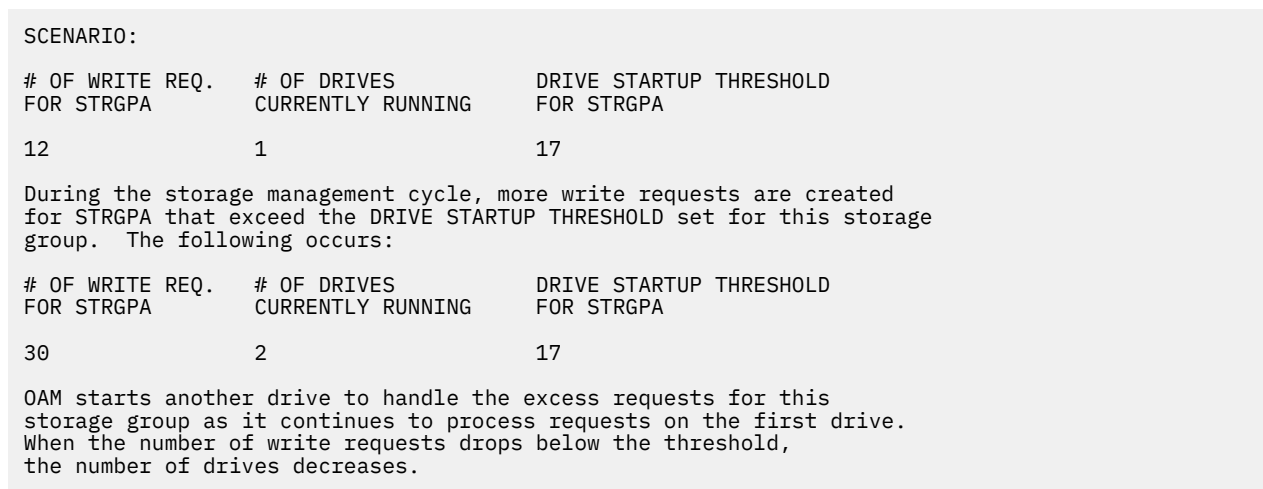 SCENARIO:
# OF WRITE REQ. # OF DRIVES DRIVE STARTUP THRESHOLD
FOR STRGPA CURRENTLY RUNNING FOR STRGPA
12 1 17
During the storage management cycle, more write requests are created
for STRGPA that exceed the DRIVE STARTUP THRESHOLD set for this storage
group. The following occurs:
# OF WRITE REQ. # OF DRIVES DRIVE STARTUP THRESHOLD
FOR STRGPA CURRENTLY RUNNING FOR STRGPA
30 2 17
OAM starts another drive to handle the excess requests for this
storage group as it continues to process requests on the first drive.
When the number of write requests drops below the threshold,
the number of drives decreases.